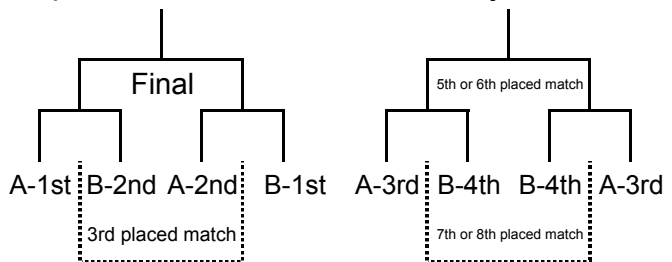 Final
5th or 6th placed match
A-1st B-2nd A-2nd B-1st
A-3rd B-4th B-4th A-3rd
3rd placed match
7th or 8th placed match